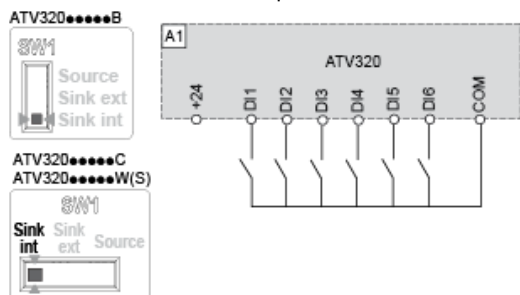 ATV320●●●●●B
SW1
Source
Sink ext
Sink int
ATV320●●●●●C
ATV320●●●●●W(S)
SW1
Sink int
Sink ext
Source
A1
ATV320
+24
DI1
DI2
DI3
DI4
DI5
DI6
COM